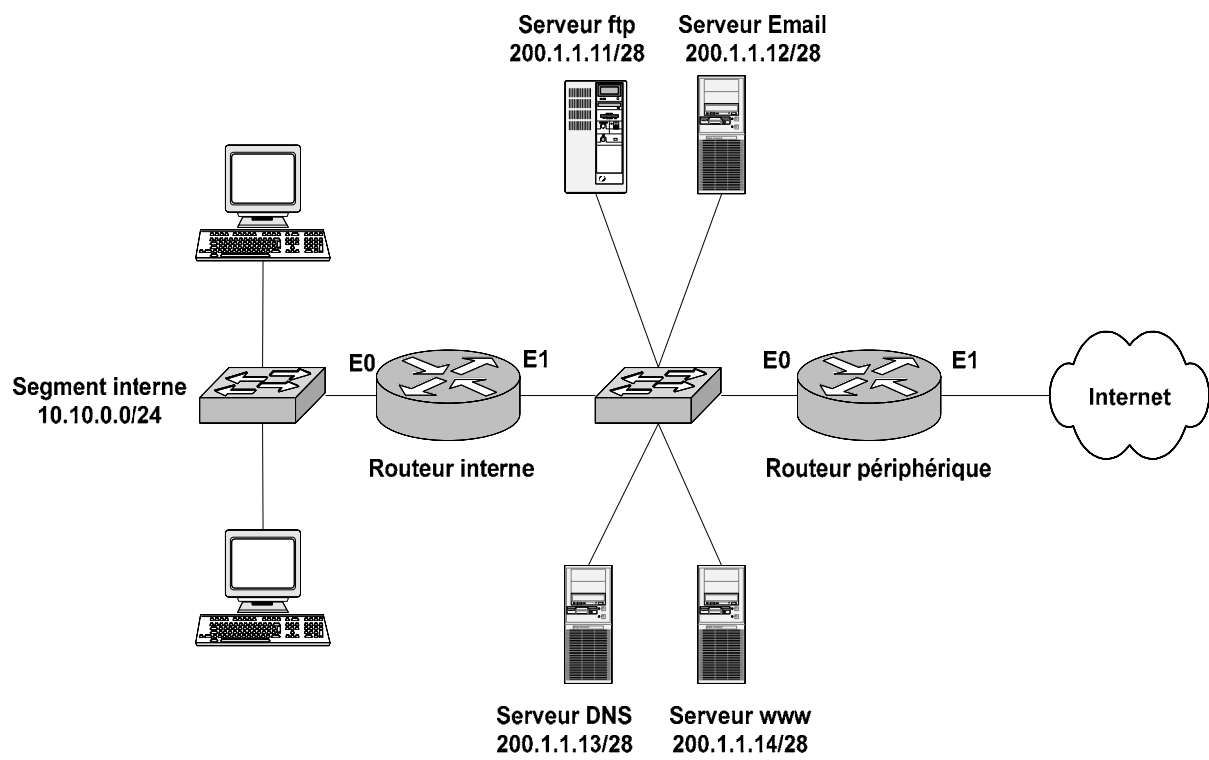 Serveur ftp
200.1.1.11/28
Serveur Email
200.1.1.12/28
Segment interne
10.10.0.0/24
E0
E1
Routeur interne
E0
E1
Routeur périphérique
Internet
Serveur DNS
200.1.1.13/28
Serveur www
200.1.1.14/28